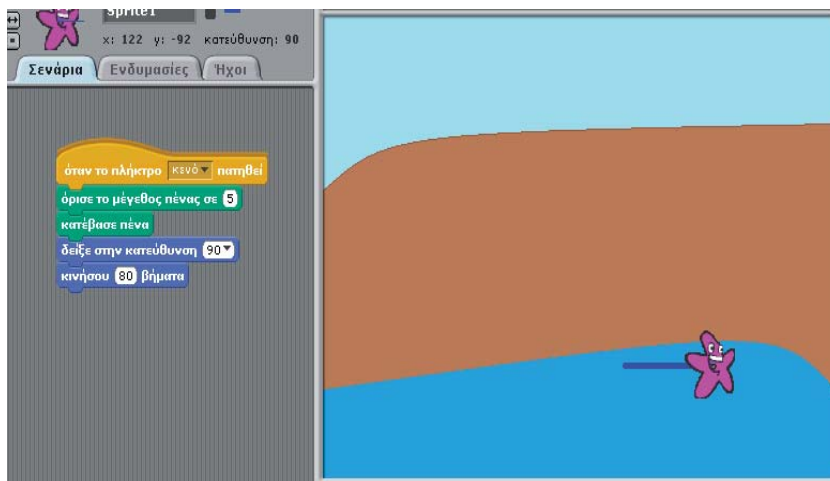 Sprite1
x: 122 y: -92 κατεύθυνση: 90
Σενάρια Ενδυμασίες Ήχοι
όταν το πλήκτρο κενό πατηθεί
όρισε το μέγεθος πένας σε 5
κατέβασε πένα
δείξε στην κατεύθυνση 90
κινήσου 80 βήματα